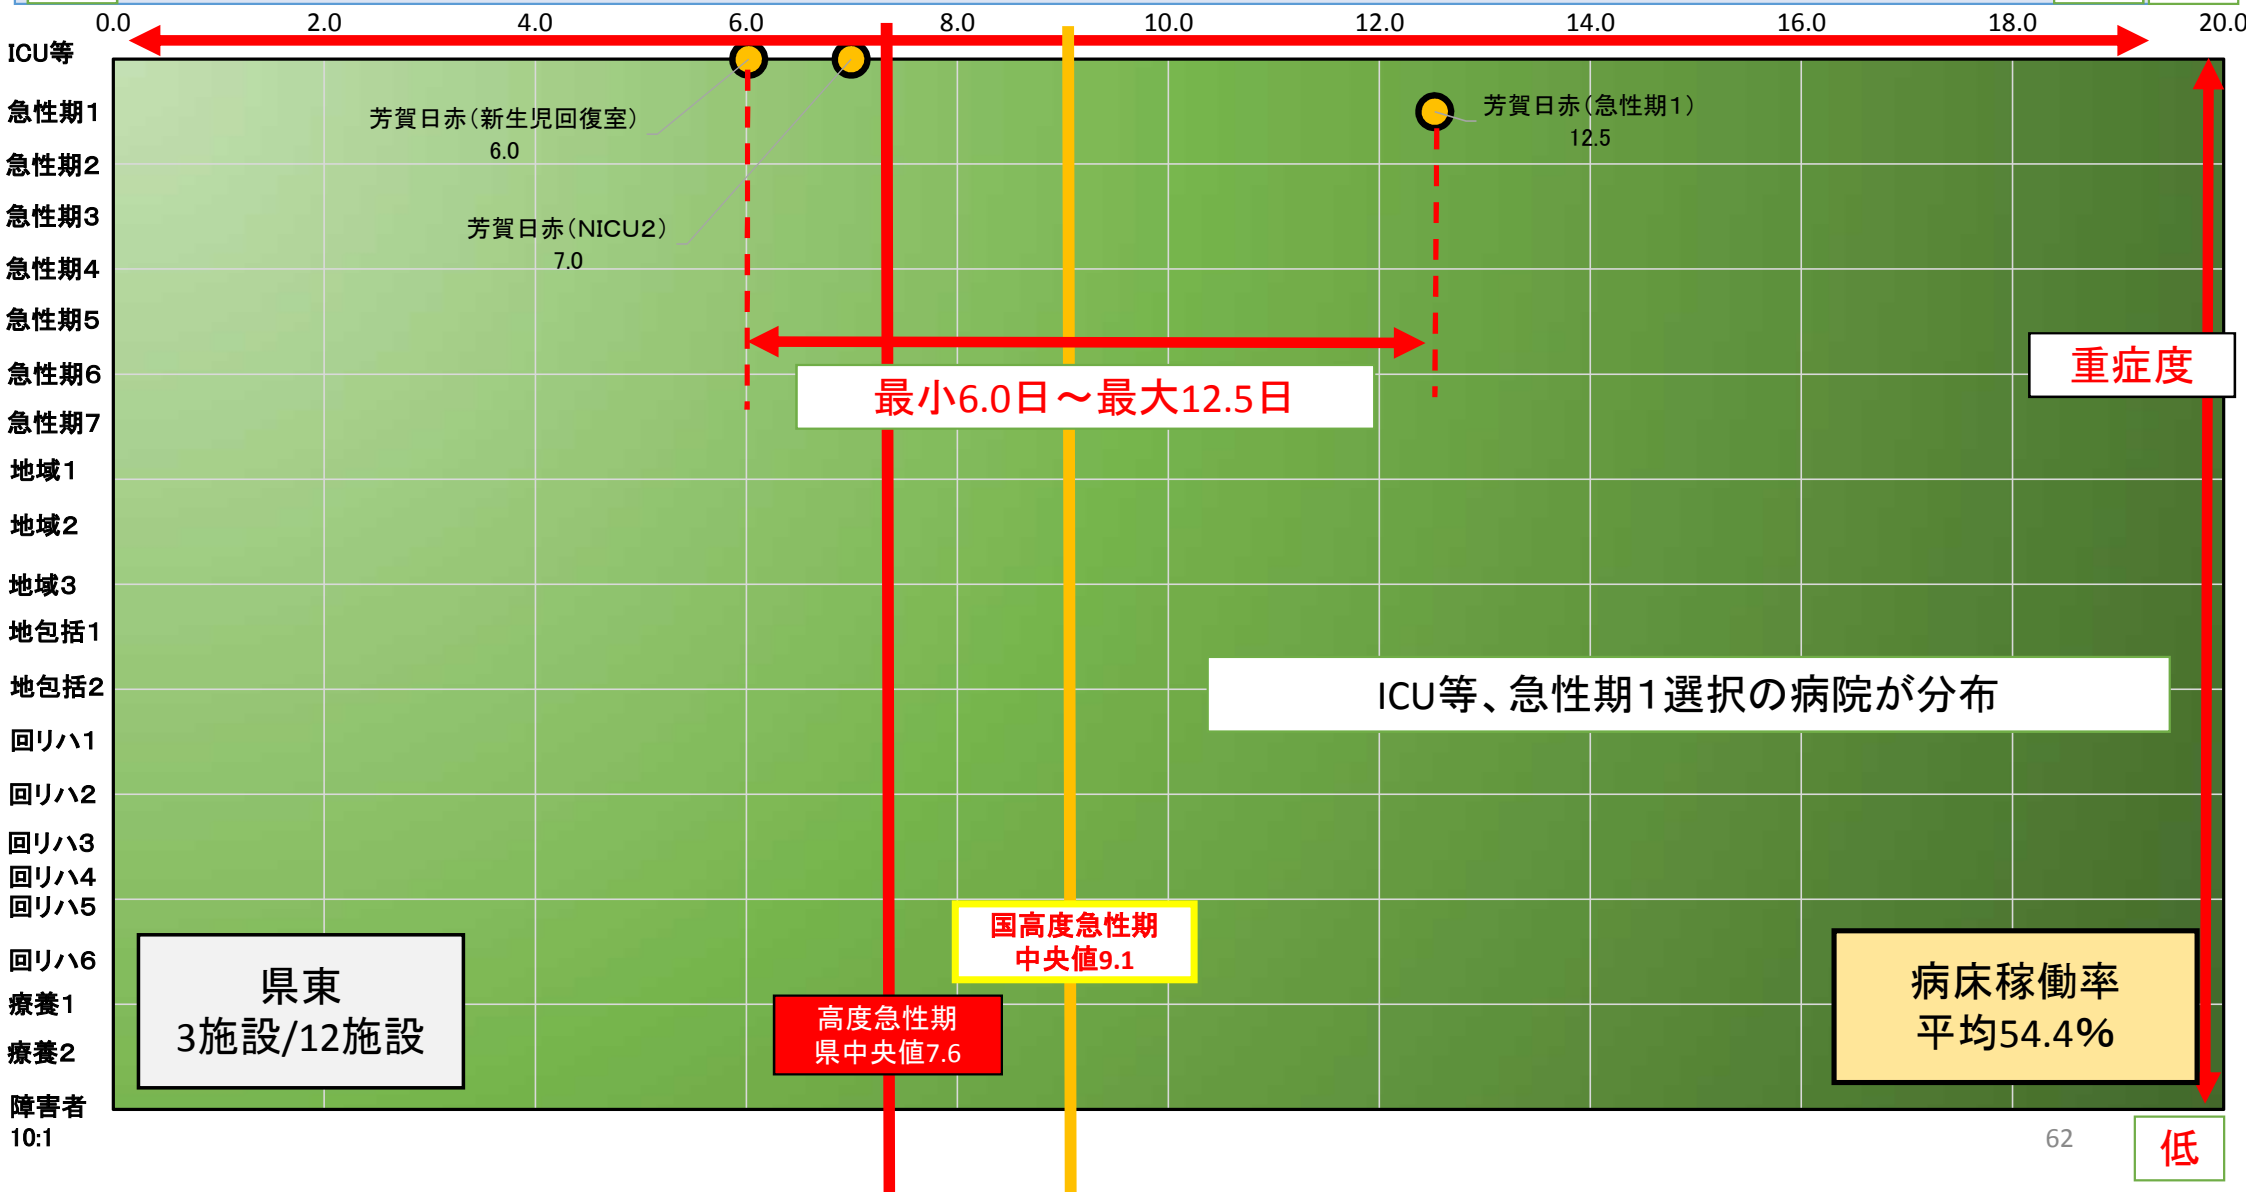 0.0 2.0 4.0 6.0 8.0 10.0 12.0 14.0 16.0 18.0 20.0
ICU等
急性期1
急性期2
急性期3
急性期4
急性期5
急性期6
急性期7
地域1
地域2
地域3
地包括1
地包括2
回リハ1
回リハ2
回リハ3
回リハ4
回リハ5
回リハ6
療養1
療養2
障害者
10:1
芳賀日赤（新生児回復室）
6.0
芳賀日赤（NICU2）
7.0
芳賀日赤（急性期1）
12.5
最小6.0日～最大12.5日
重症度
ICU等、急性期1選択の病院が分布
国高度急性期
中央値9.1
高度急性期
県中央値7.6
県東
3施設/12施設
病床稼働率
平均54.4%
62
低